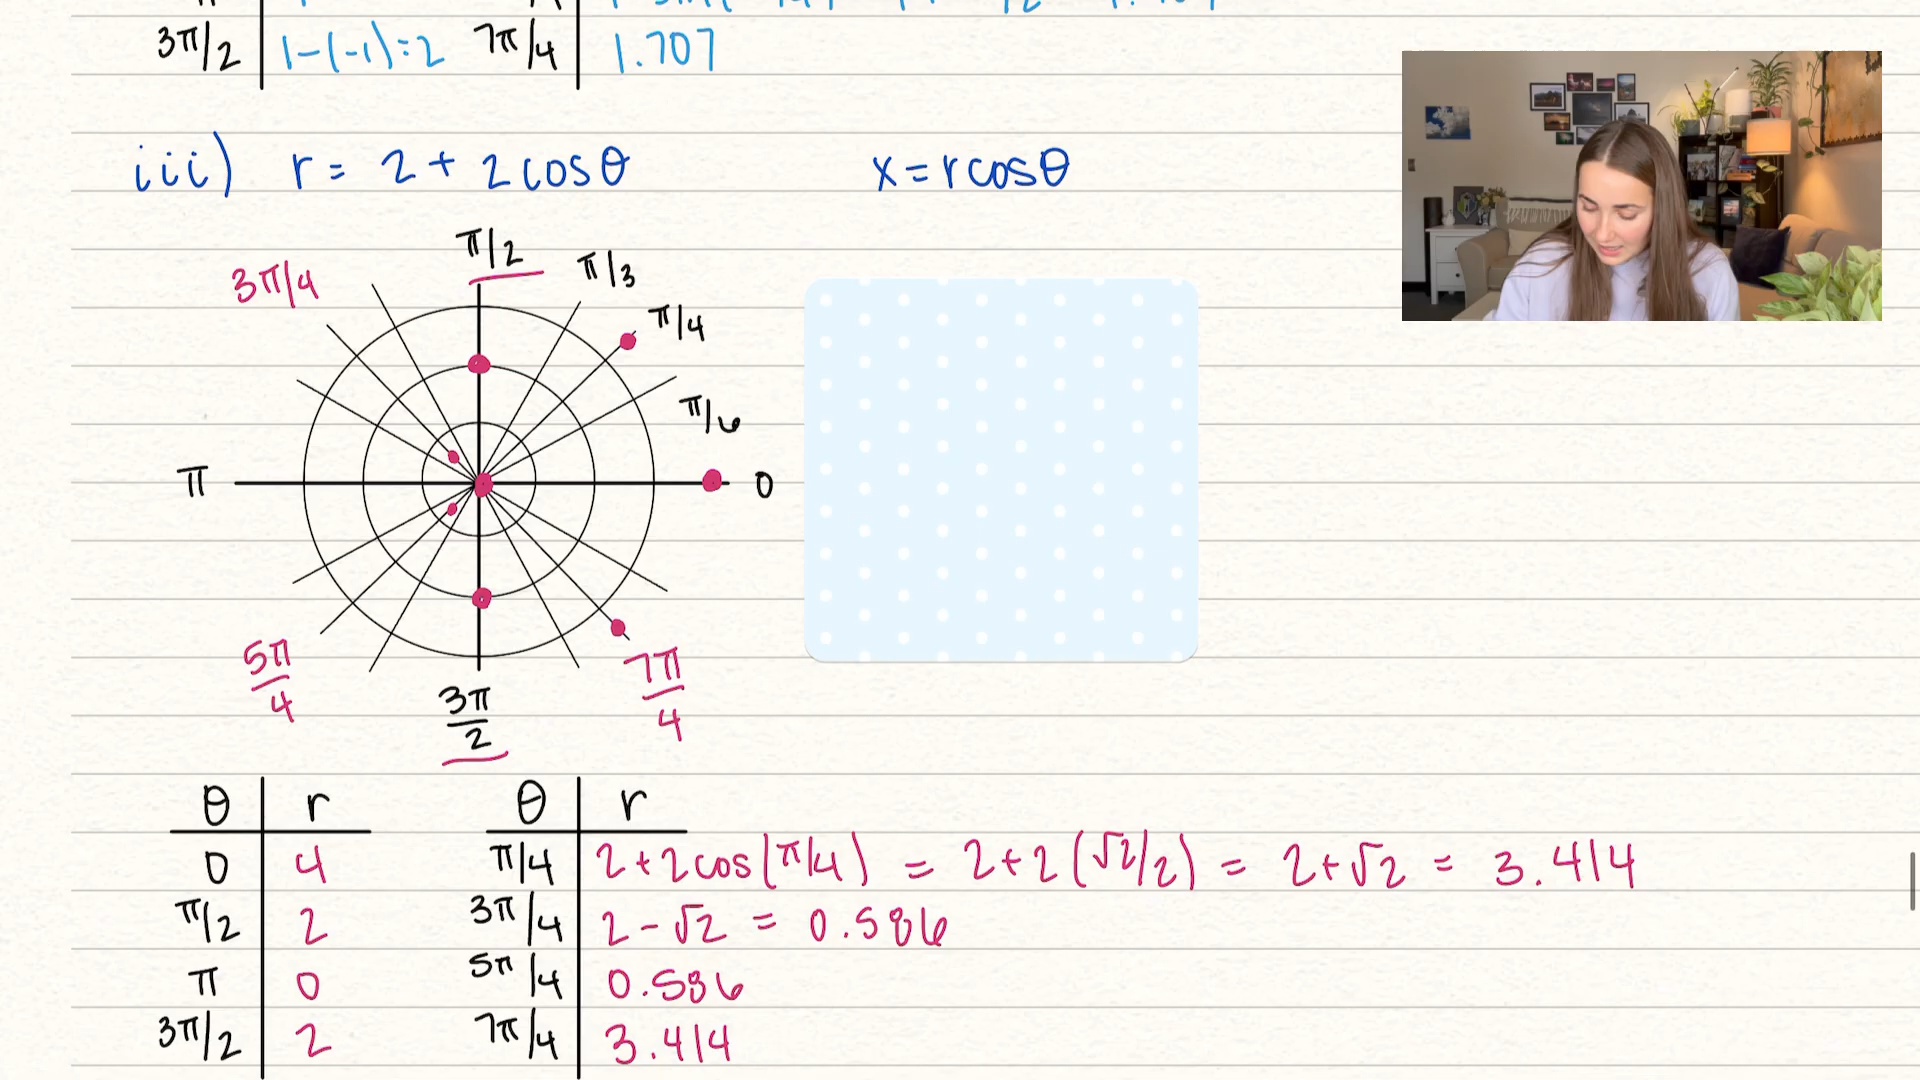 3π/2 1-(-1)=2 7π/4 1.707
iii) r = 2 + 2cosθ x = rcosθ
π/2
π/3
3π/4
π/4
π/6
π
0
5π/4
7π/4
3π/2
θ r θ r
0 4 π/4 2+2cos(π/4) = 2+2(√2/2) = 2+√2 = 3.414
π/2 2 3π/4 2-√2 = 0.586
π 0 5π/4 0.586
3π/2 2 7π/4 3.414